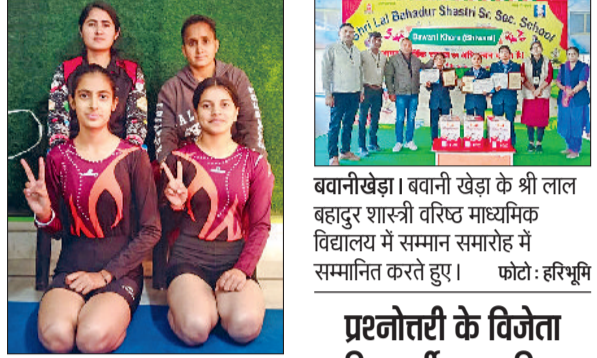 Shri Lal Bahadur Shastri Sr. Sec. School
Bawani Khera (Bhiwani)
बवानीखेड़ा। बवानी खेड़ा के श्री लाल
बहादुर शास्त्री वरिष्ठ माध्यमिक
विद्यालय में सम्मान समारोह में
सम्मानित करते हुए। फोटो : हरिभूमि
प्रश्नोत्तरी के विजेता